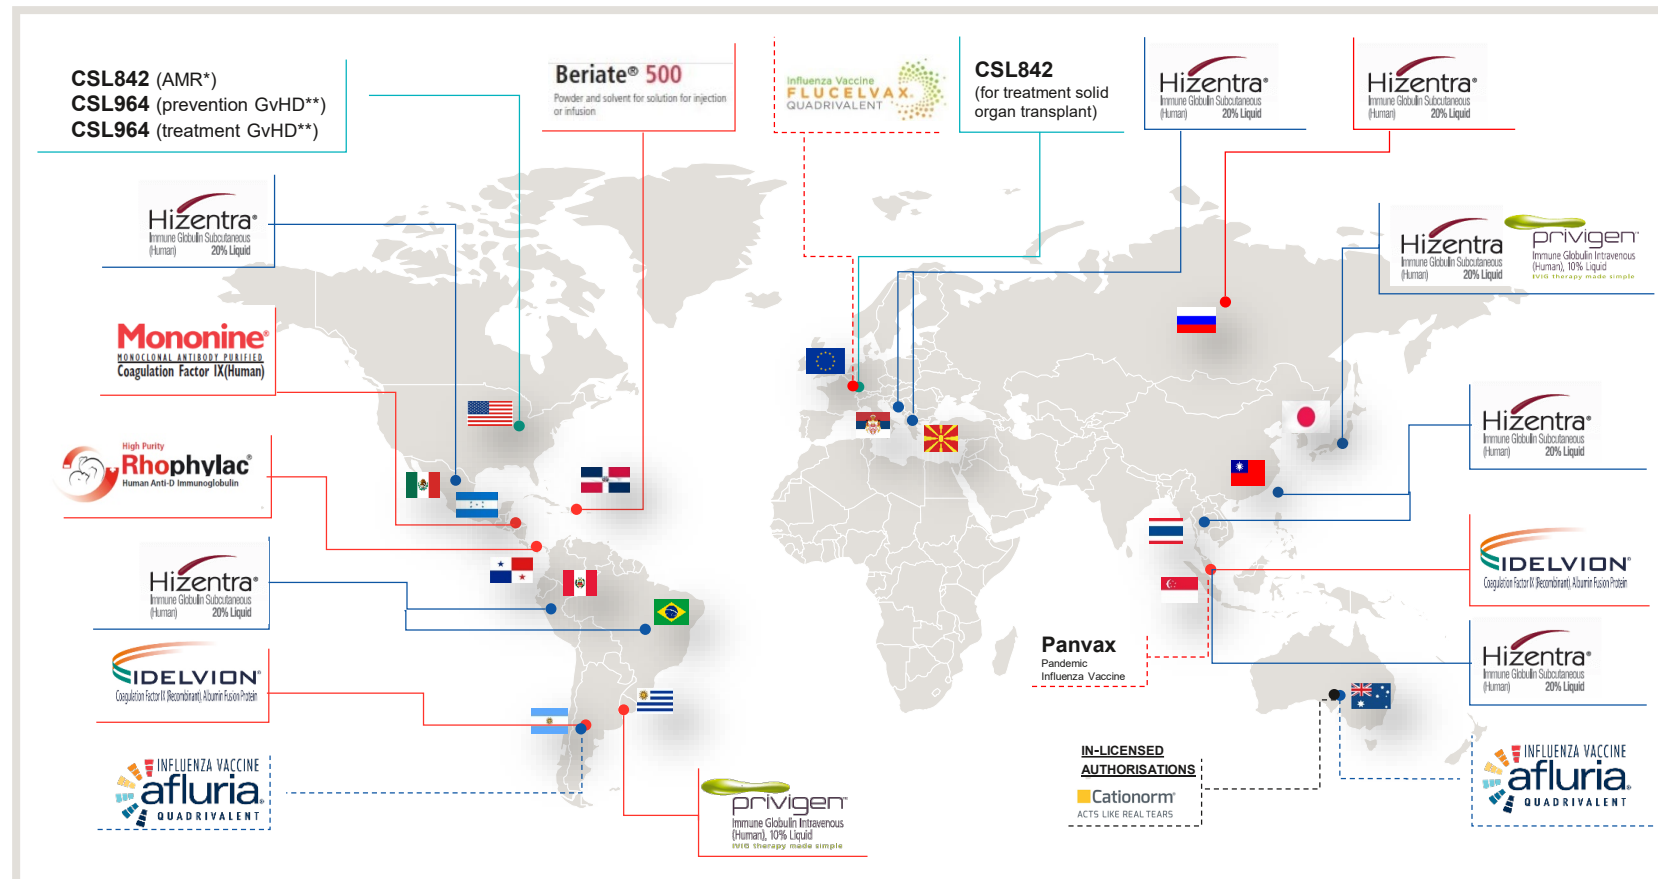 CSL842 (AMR*)
CSL964 (prevention GvHD**)
CSL964 (treatment GvHD**)
Beriate® 500
Powder and solvent for solution for injection
or infusion
Influenza Vaccine
FLUCELVAX®
QUADRIVALENT
CSL842
(for treatment solid
organ transplant)
Hizentra®
Immune Globulin Subcutaneous
(Human) 20% Liquid
Hizentra®
Immune Globulin Subcutaneous
(Human) 20% Liquid
Hizentra®
Immune Globulin Subcutaneous
(Human) 20% Liquid
Hizentra
Immune Globulin Subcutaneous
(Human) 20% Liquid
privigen™
Immune Globulin Intravenous
(Human), 10% Liquid
IVIG therapy made simple
Mononine®
MONOCLONAL ANTIBODY PURIFIED
Coagulation Factor IX(Human)
Hizentra®
Immune Globulin Subcutaneous
(Human) 20% Liquid
High Purity
Rhophylac®
Human Anti-D Immunoglobulin
IDELVION®
Coagulation Factor IX (Recombinant), Albumin Fusion Protein
Hizentra®
Immune Globulin Subcutaneous
(Human) 20% Liquid
Panvax
Pandemic
Influenza Vaccine
Hizentra®
Immune Globulin Subcutaneous
(Human) 20% Liquid
IDELVION®
Coagulation Factor IX (Recombinant), Albumin Fusion Protein
INFLUENZA VACCINE
afluria®
QUADRIVALENT
privigen™
Immune Globulin Intravenous
(Human), 10% Liquid
IVIG therapy made simple
IN-LICENSED
AUTHORISATIONS
Cationorm®
ACTS LIKE REAL TEARS
INFLUENZA VACCINE
afluria®
QUADRIVALENT